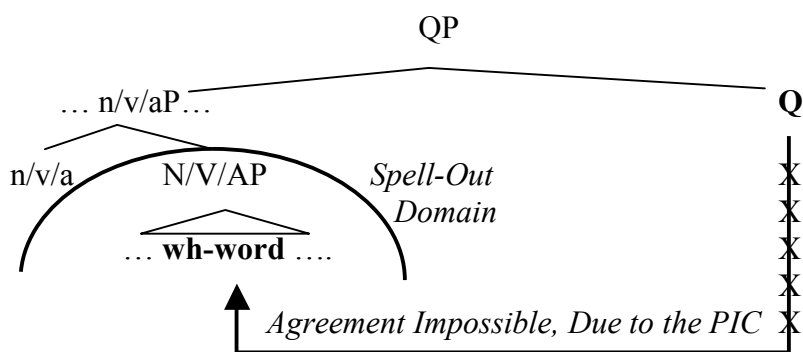 QP
… n/v/aP… Q
n/v/a N/V/AP Spell-Out X
Domain X
… wh-word …. X
X
Agreement Impossible, Due to the PIC X